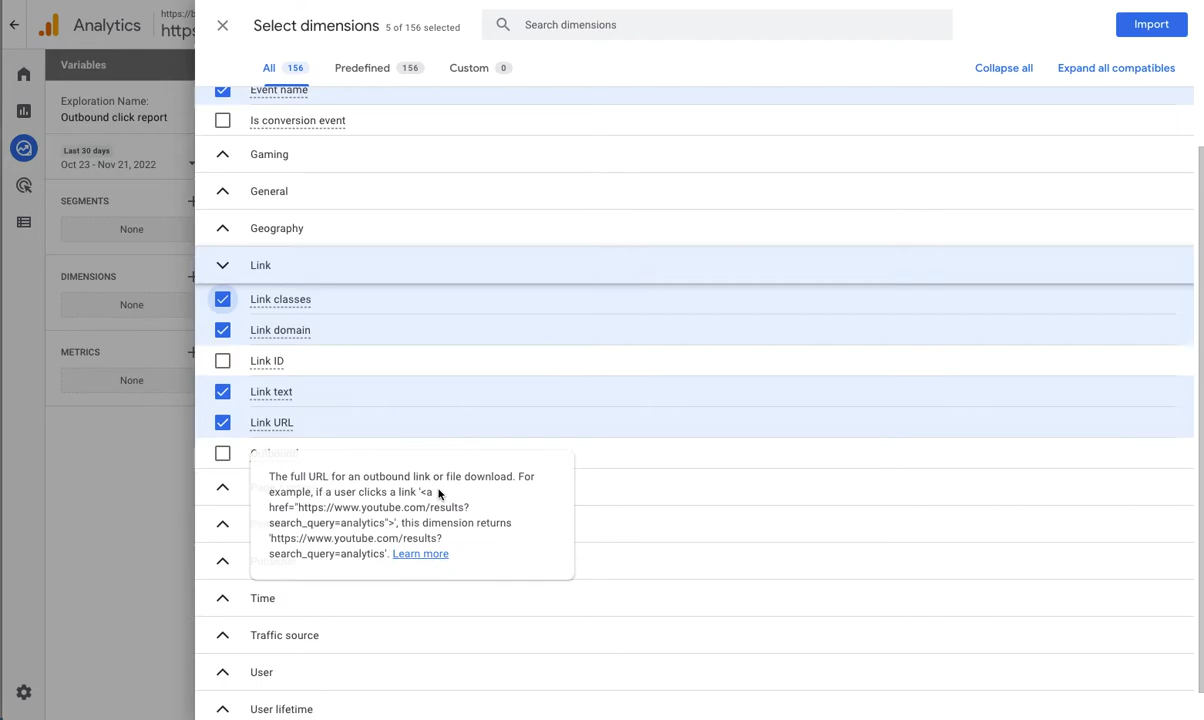 Analytics
https://b
https
Select dimensions 5 of 156 selected
Search dimensions
Import
All 156
Predefined 156
Custom 0
Collapse all
Expand all compatibles
Variables
Exploration Name:
Outbound click report
Last 30 days
Oct 23 - Nov 21, 2022
SEGMENTS
None
DIMENSIONS
None
METRICS
None
Event name
Is conversion event
Gaming
General
Geography
Link
Link classes
Link domain
Link ID
Link text
Link URL
Outbound
The full URL for an outbound link or file download. For
example, if a user clicks a link '<a
href="https://www.youtube.com/results?
search_query=analytics">', this dimension returns
'https://www.youtube.com/results?
search_query=analytics'. Learn more
Time
Traffic source
User
User lifetime